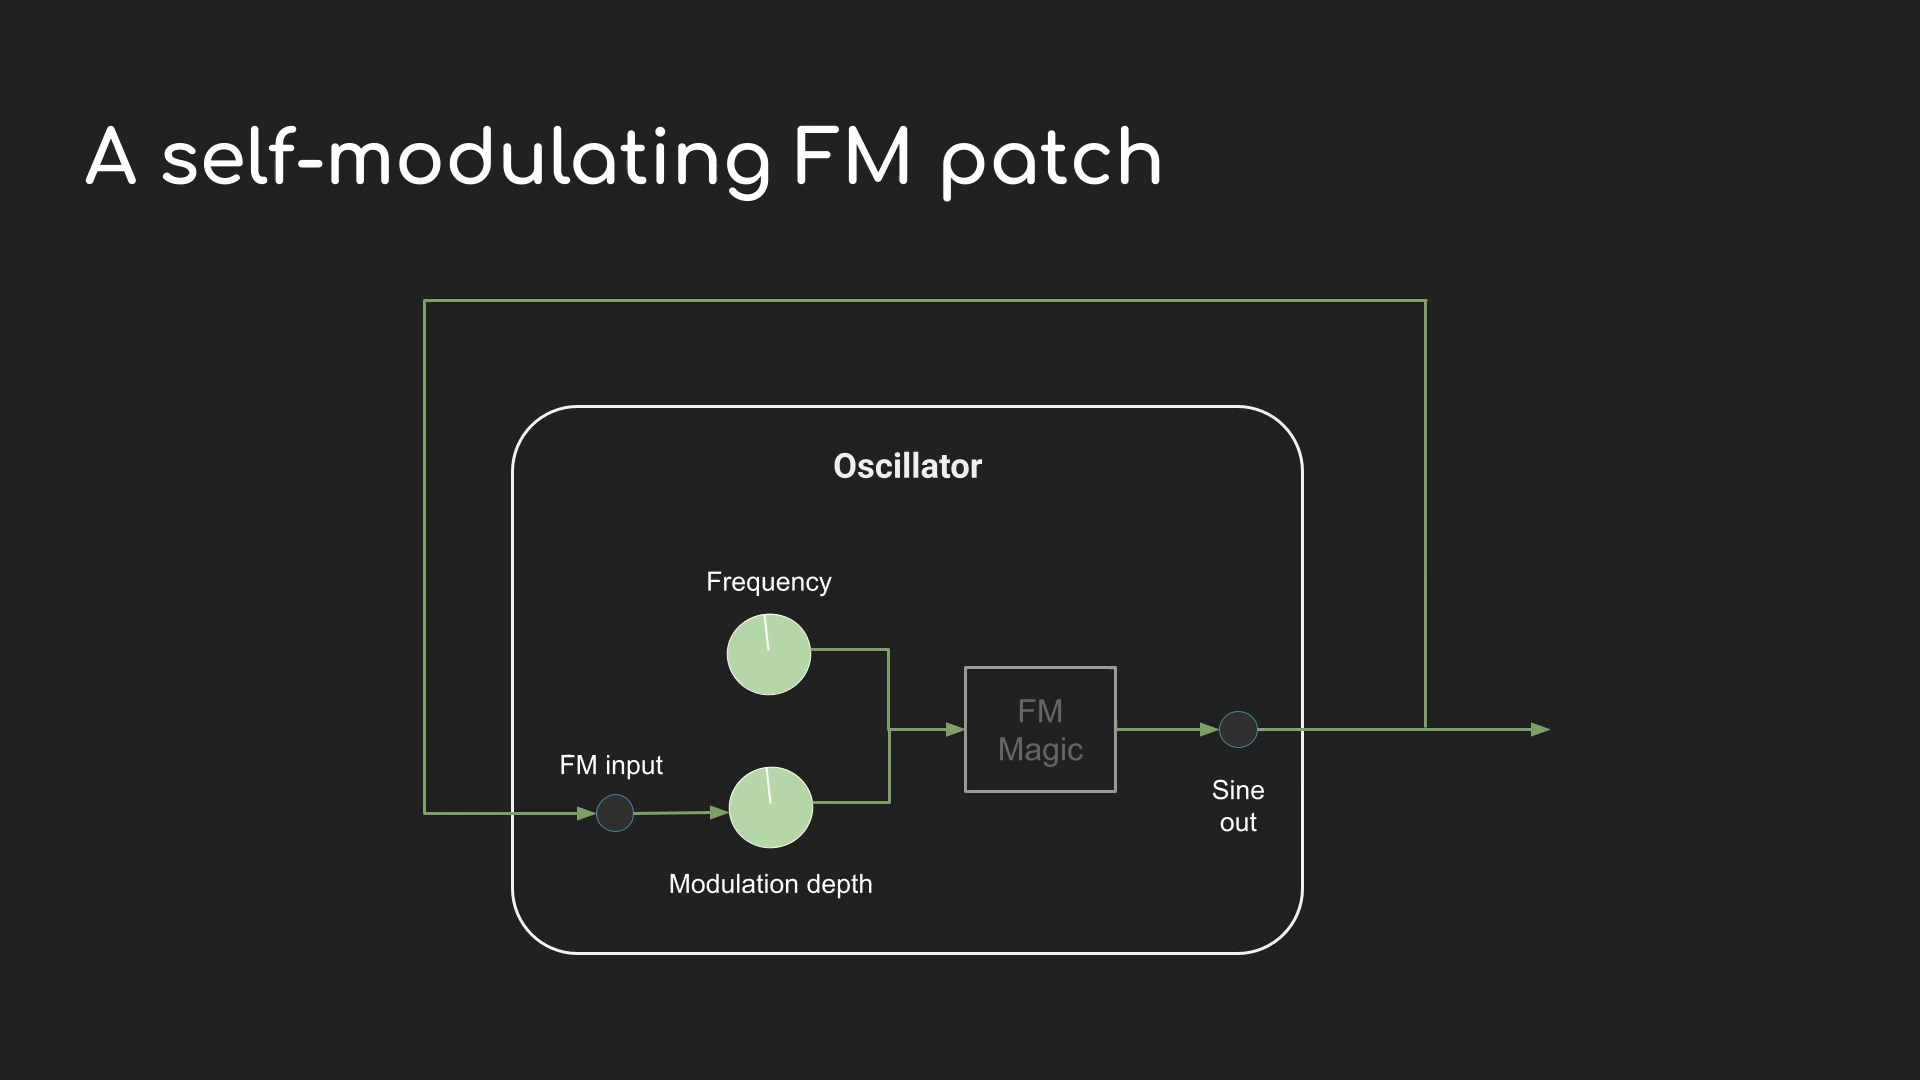 A self-modulating FM patch
Oscillator
Frequency
FM
Magic
FM input
Sine
out
Modulation depth